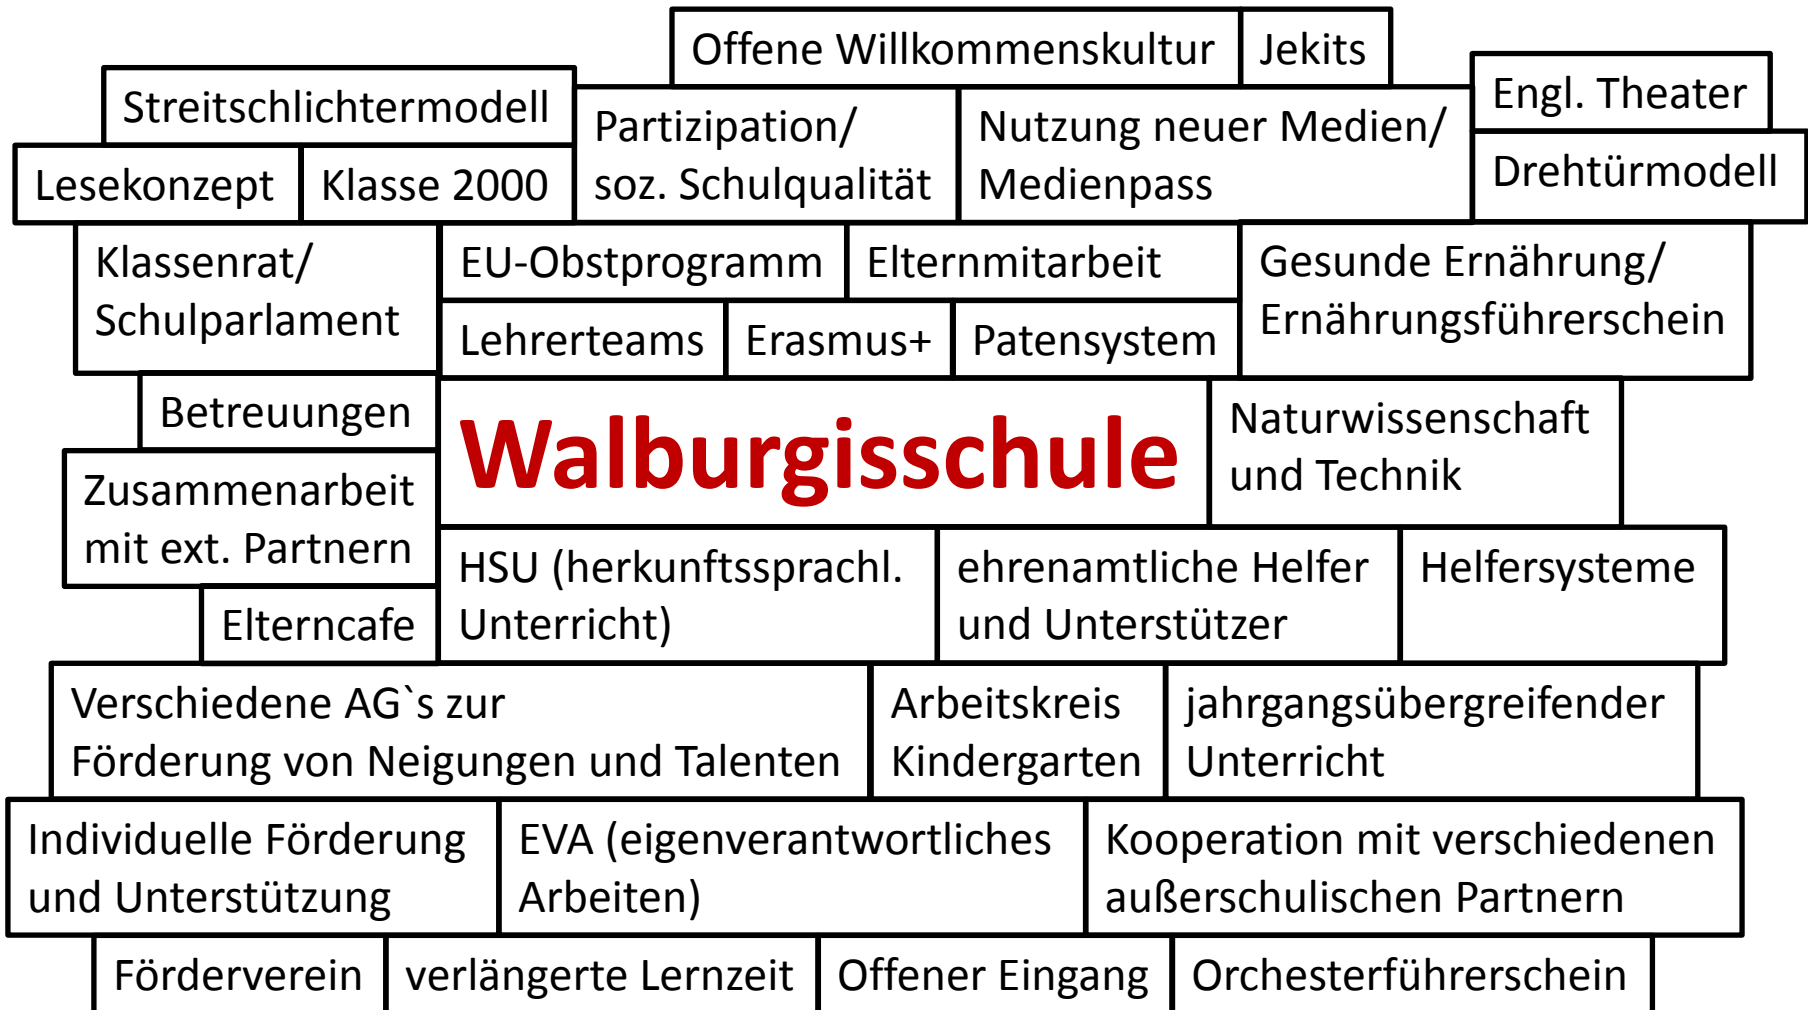 Offene Willkommenskultur
Jekits
Streitschlichtermodell
Engl. Theater
Partizipation/
soz. Schulqualität
Nutzung neuer Medien/
Medienpass
Lesekonzept
Klasse 2000
Drehtürmodell
Klassenrat/
Schulparlament
EU-Obstprogramm
Elternmitarbeit
Gesunde Ernährung/
Ernährungsführerschein
Lehrerteams
Erasmus+
Patensystem
Betreuungen
Walburgisschule
Naturwissenschaft
und Technik
Zusammenarbeit
mit ext. Partnern
HSU (herkunftssprachl.
Unterricht)
ehrenamtliche Helfer
und Unterstützer
Helfersysteme
Elterncafe
Verschiedene AG`s zur
Förderung von Neigungen und Talenten
Arbeitskreis
Kindergarten
jahrgangsübergreifender
Unterricht
Individuelle Förderung
und Unterstützung
EVA (eigenverantwortliches
Arbeiten)
Kooperation mit verschiedenen
außerschulischen Partnern
Förderverein
verlängerte Lernzeit
Offener Eingang
Orchesterführerschein